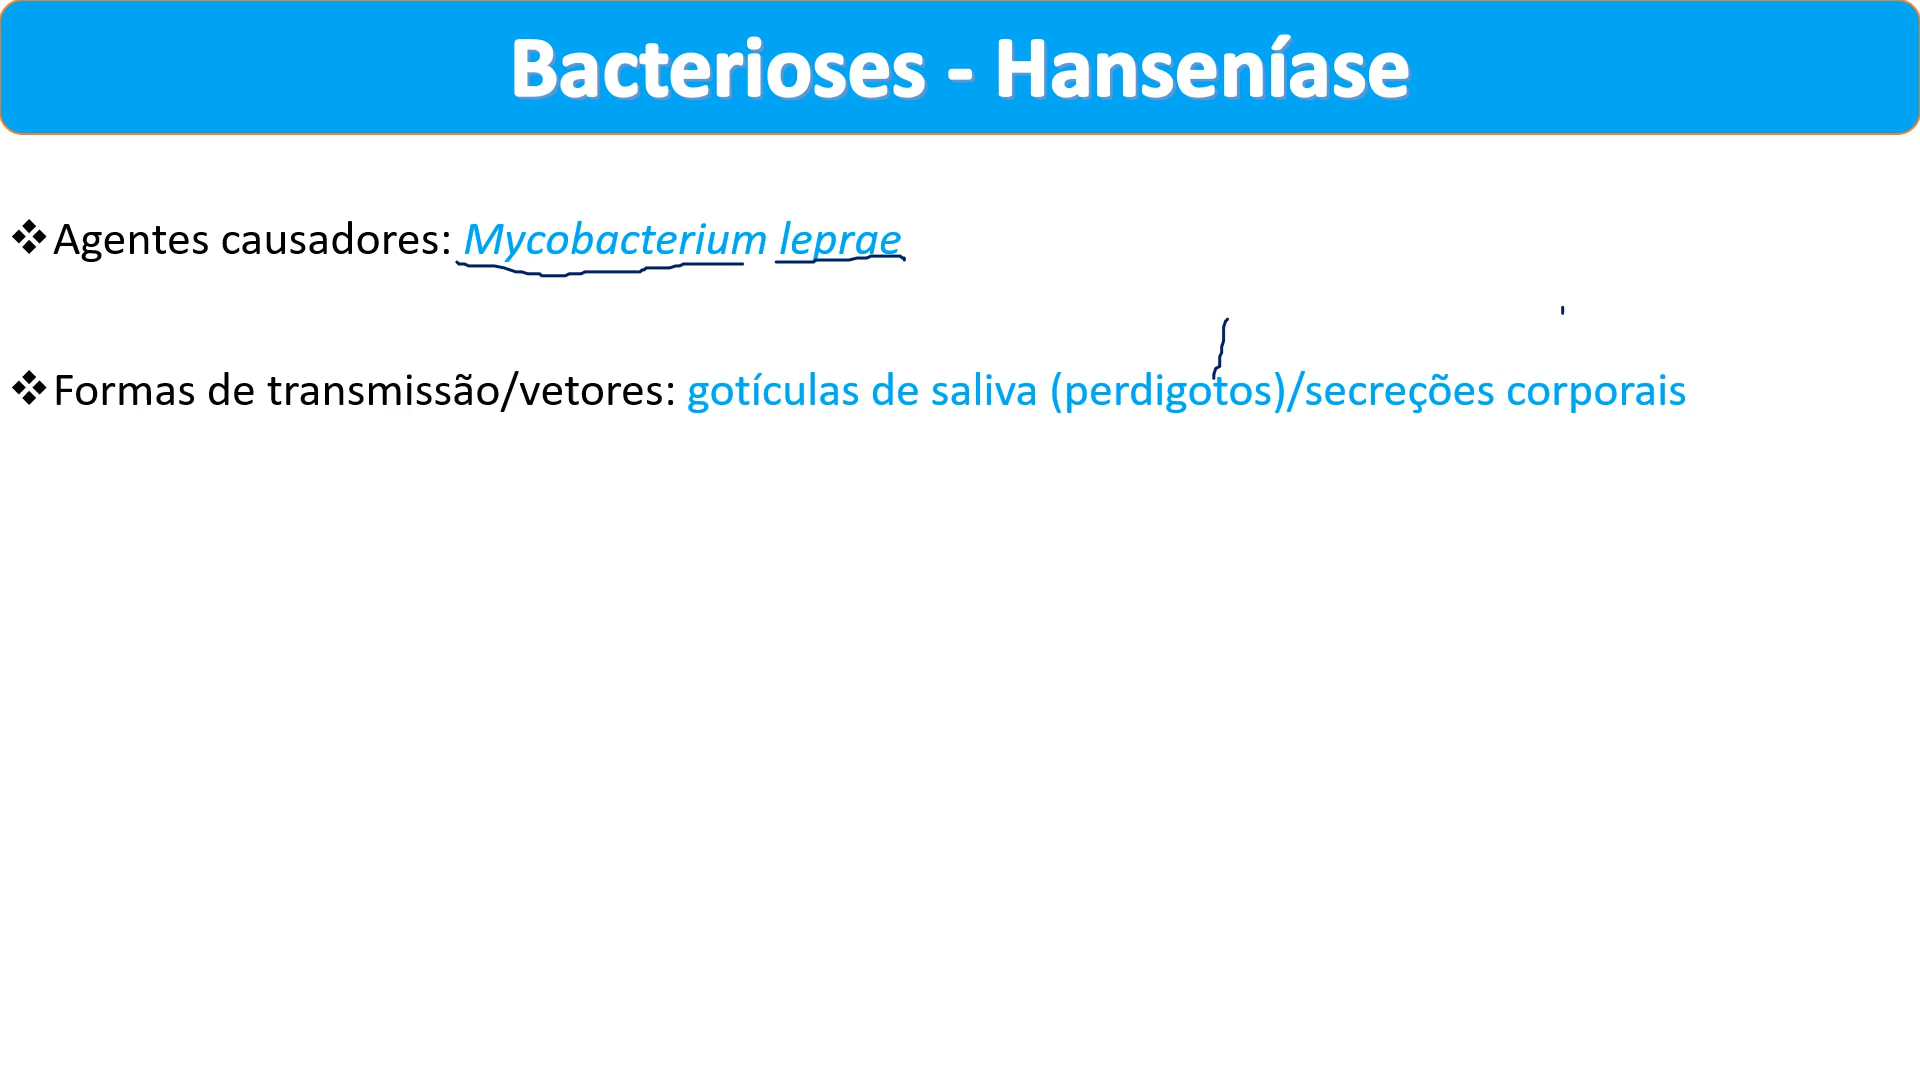 Bacterioses - Hanseníase
❖Agentes causadores: Mycobacterium leprae
❖Formas de transmissão/vetores: gotículas de saliva (perdigotos)/secreções corporais